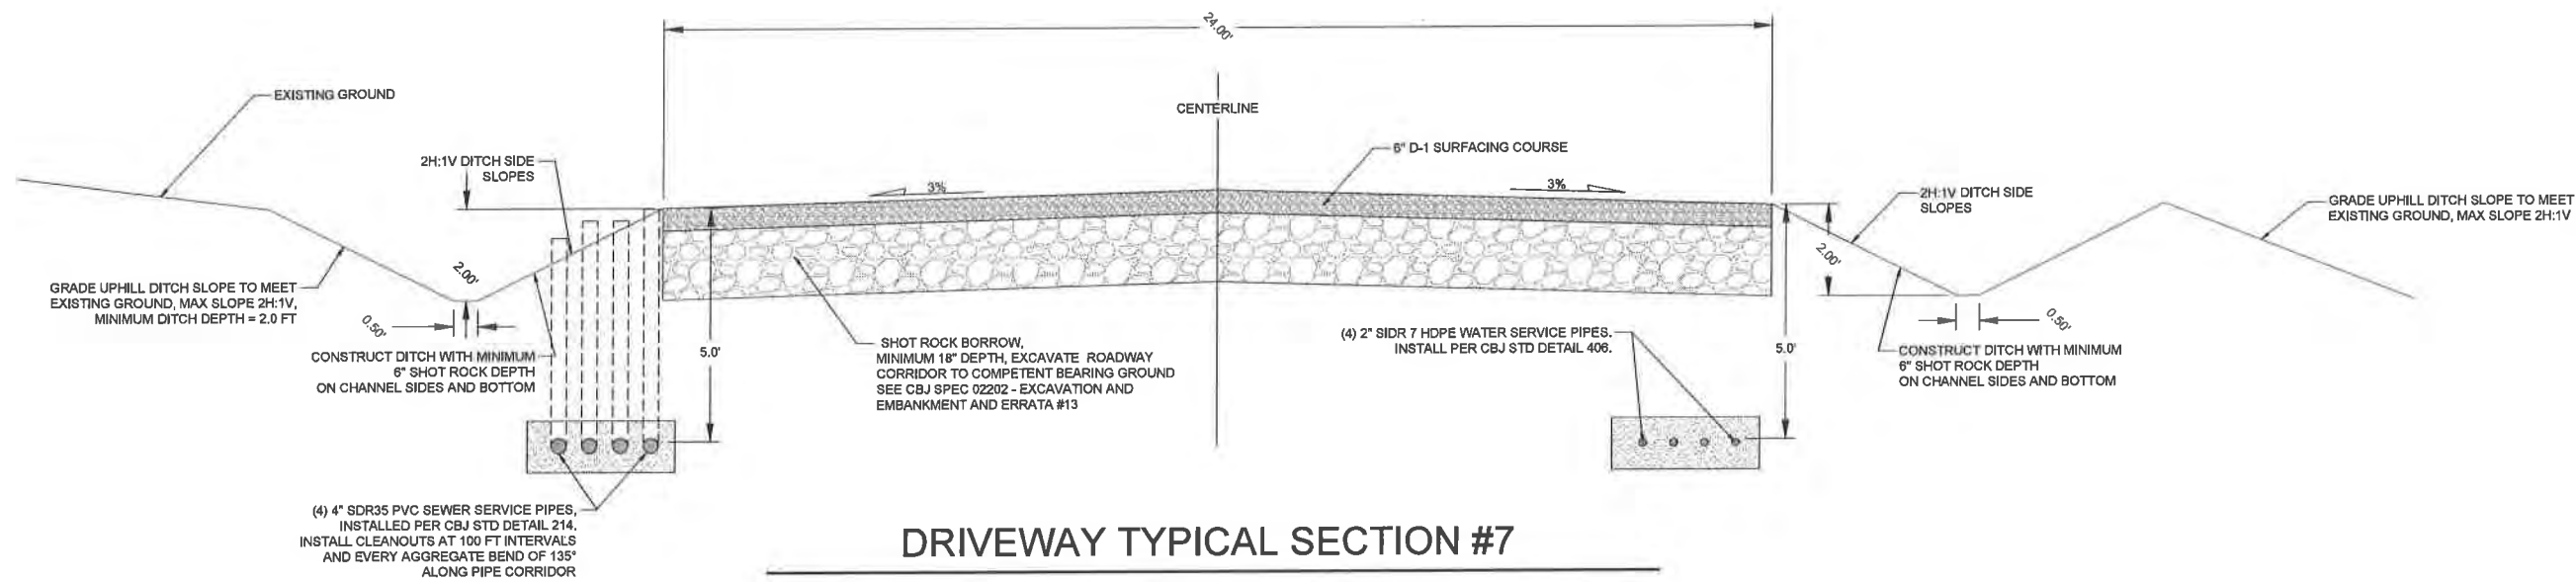 24.00'
EXISTING GROUND
CENTERLINE
2H:1V DITCH SIDE
SLOPES
6" D-1 SURFACING COURSE
3%
3%
2H:1V DITCH SIDE
SLOPES
GRADE UPHILL DITCH SLOPE TO MEET
EXISTING GROUND, MAX SLOPE 2H:1V
GRADE UPHILL DITCH SLOPE TO MEET
EXISTING GROUND, MAX SLOPE 2H:1V,
MINIMUM DITCH DEPTH = 2.0 FT
2.00'
0.50'
2.00'
0.50'
CONSTRUCT DITCH WITH MINIMUM
6" SHOT ROCK DEPTH
ON CHANNEL SIDES AND BOTTOM
5.0'
SHOT ROCK BORROW,
MINIMUM 18" DEPTH, EXCAVATE ROADWAY
CORRIDOR TO COMPETENT BEARING GROUND
SEE CBJ SPEC 02202 - EXCAVATION AND
EMBANKMENT AND ERRATA #13
(4) 2" SIDR 7 HDPE WATER SERVICE PIPES.
INSTALL PER CBJ STD DETAIL 406.
5.0'
CONSTRUCT DITCH WITH MINIMUM
6" SHOT ROCK DEPTH
ON CHANNEL SIDES AND BOTTOM
(4) 4" SDR35 PVC SEWER SERVICE PIPES,
INSTALLED PER CBJ STD DETAIL 214.
INSTALL CLEANOUTS AT 100 FT INTERVALS
AND EVERY AGGREGATE BEND OF 135°
ALONG PIPE CORRIDOR
DRIVEWAY TYPICAL SECTION #7